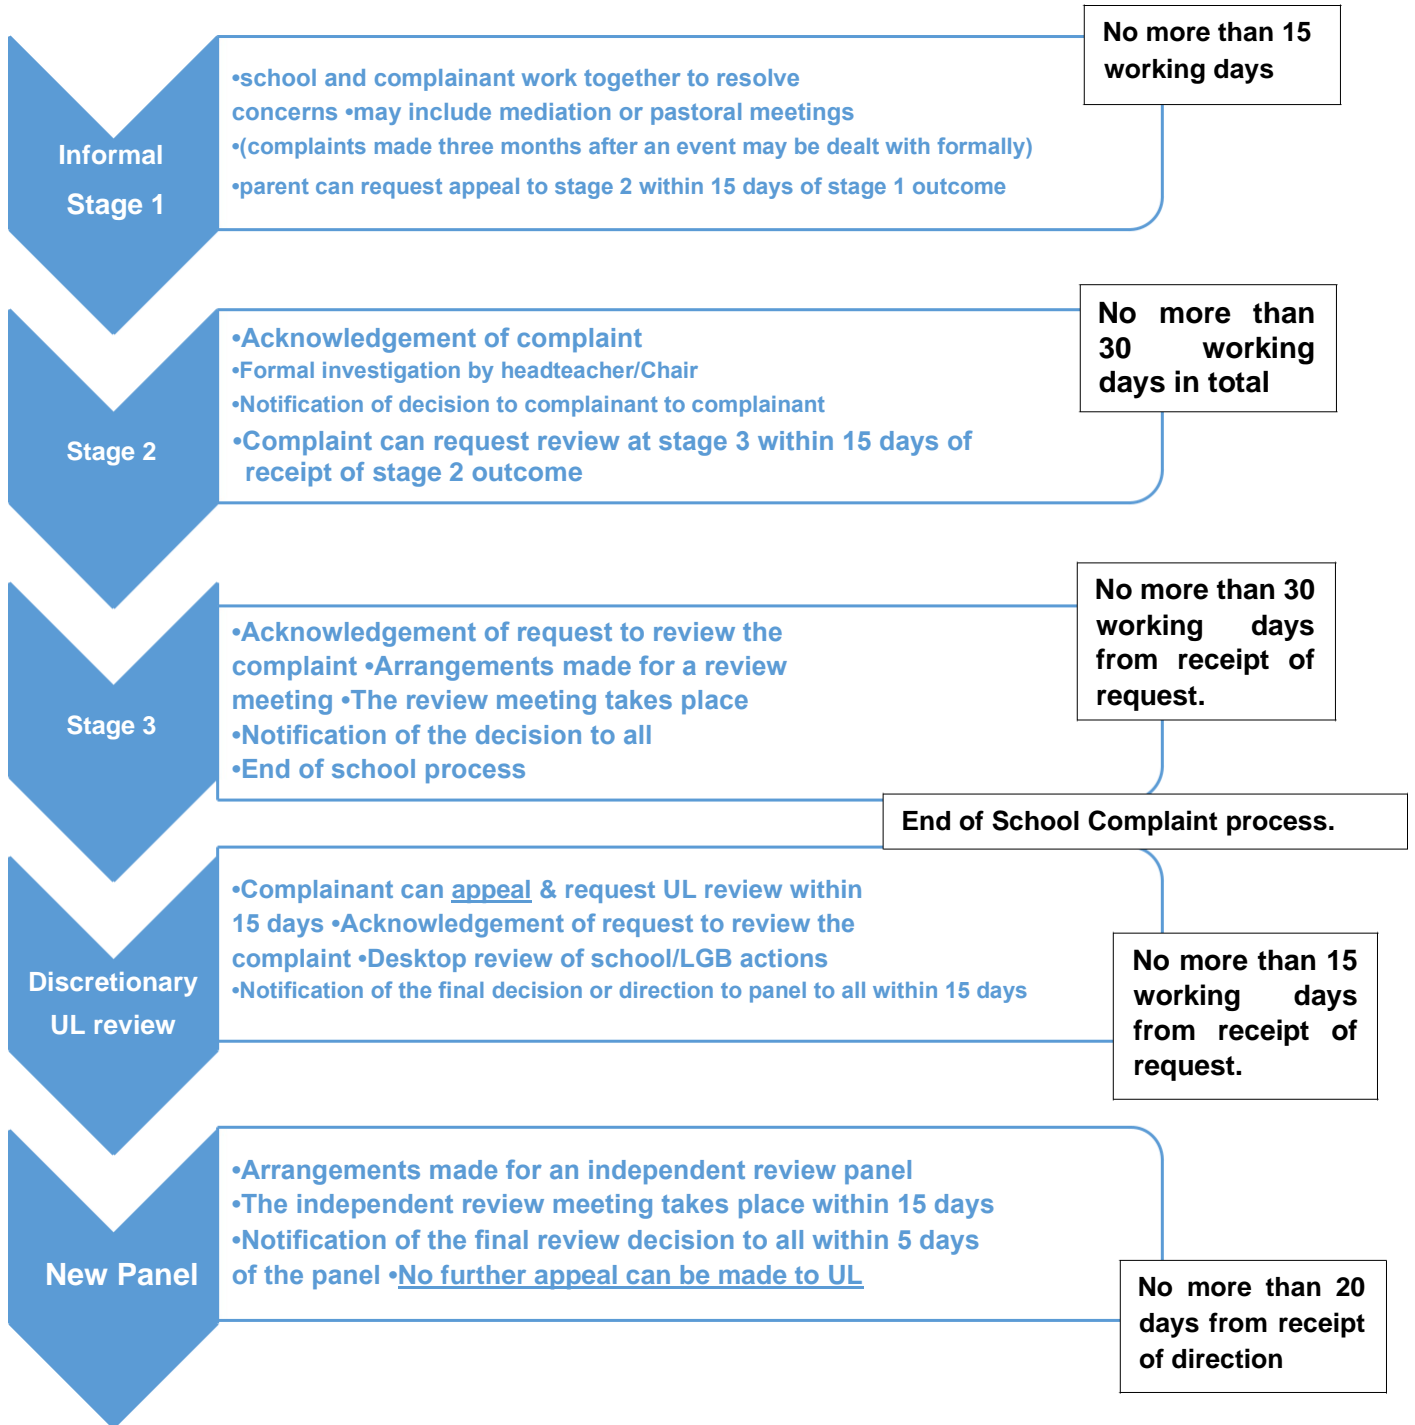 No more than 15
working days
•school and complainant work together to resolve
concerns •may include mediation or pastoral meetings
•(complaints made three months after an event may be dealt with formally)
•parent can request appeal to stage 2 within 15 days of stage 1 outcome
Informal
Stage 1
No more than
30 working
days in total
•Acknowledgement of complaint
•Formal investigation by headteacher/Chair
•Notification of decision to complainant to complainant
•Complaint can request review at stage 3 within 15 days of
receipt of stage 2 outcome
Stage 2
No more than 30
working days
from receipt of
request.
•Acknowledgement of request to review the
complaint •Arrangements made for a review
meeting •The review meeting takes place
•Notification of the decision to all
•End of school process
Stage 3
End of School Complaint process.
•Complainant can appeal & request UL review within
15 days •Acknowledgement of request to review the
complaint •Desktop review of school/LGB actions
•Notification of the final decision or direction to panel to all within 15 days
Discretionary
UL review
No more than 15
working days
from receipt of
request.
•Arrangements made for an independent review panel
•The independent review meeting takes place within 15 days
•Notification of the final review decision to all within 5 days
of the panel •No further appeal can be made to UL
New Panel
No more than 20
days from receipt
of direction